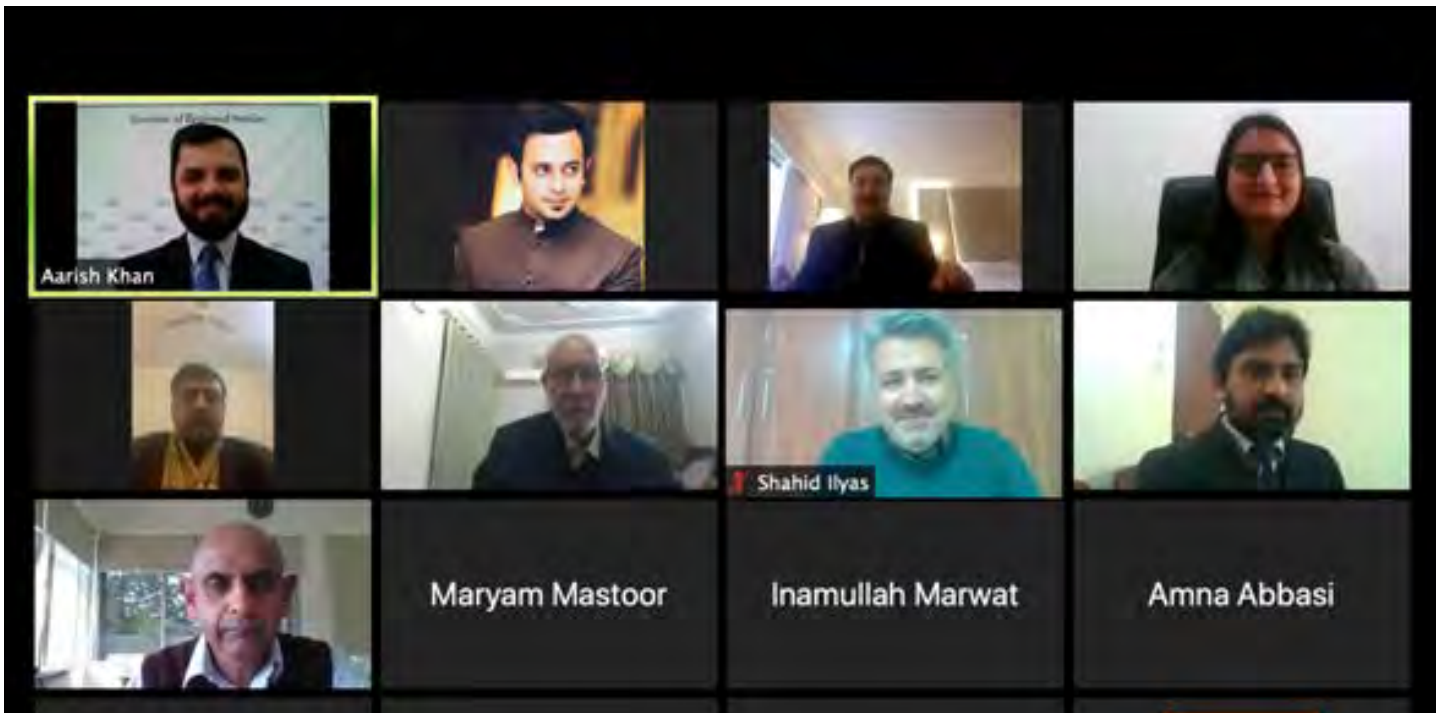 Aarish Khan
Shahid Ilyas
Maryam Mastoor
Inamullah Marwat
Amna Abbasi